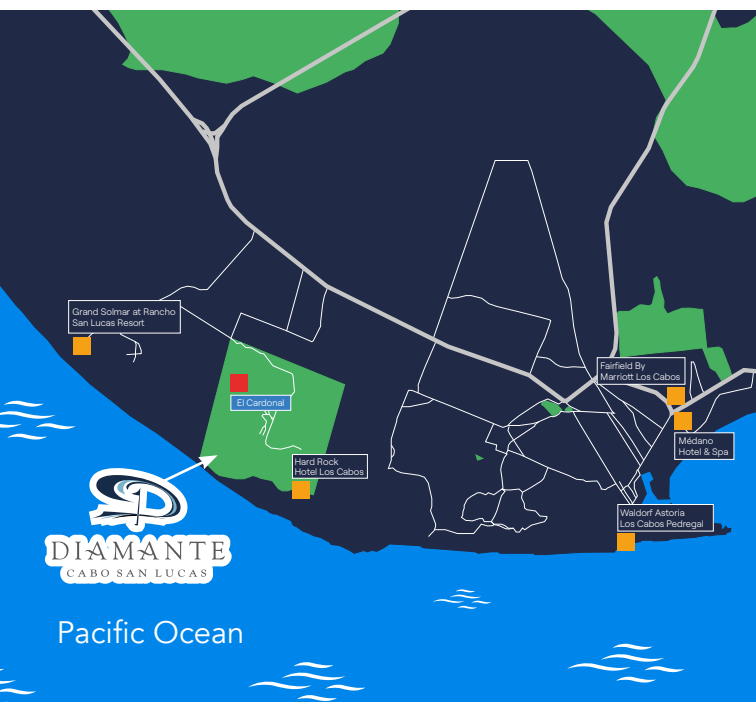 Grand Solmar at Rancho
San Lucas Resort
Fairfield By
Marriott Los Cabos
El Cardonal
Médano
Hotel & Spa
Hard Rock
Hotel Los Cabos
Waldorf Astoria
Los Cabos Pedregal
DIAMANTE
CABO SAN LUCAS
Pacific Ocean